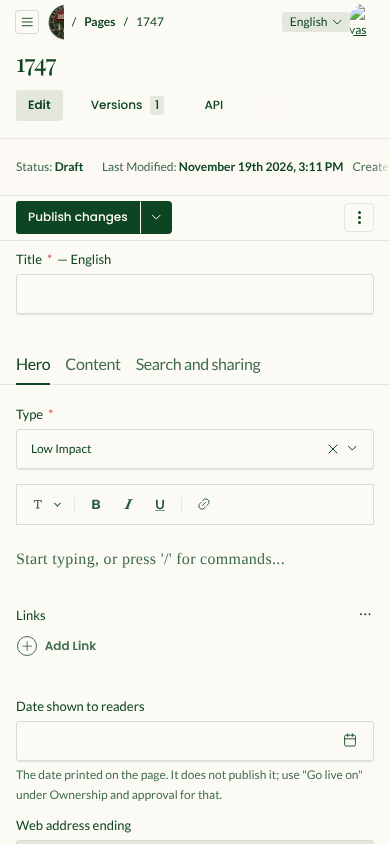 / Pages / 1747
English
vas
1747
Edit Versions 1 API
Status: Draft Last Modified: November 19th 2026, 3:11 PM Create
Publish changes
Title * — English
Hero Content Search and sharing
Type *
Low Impact
T B I U
Start typing, or press '/' for commands...
Links
Add Link
Date shown to readers
The date printed on the page. It does not publish it; use "Go live on"
under Ownership and approval for that.
Web address ending